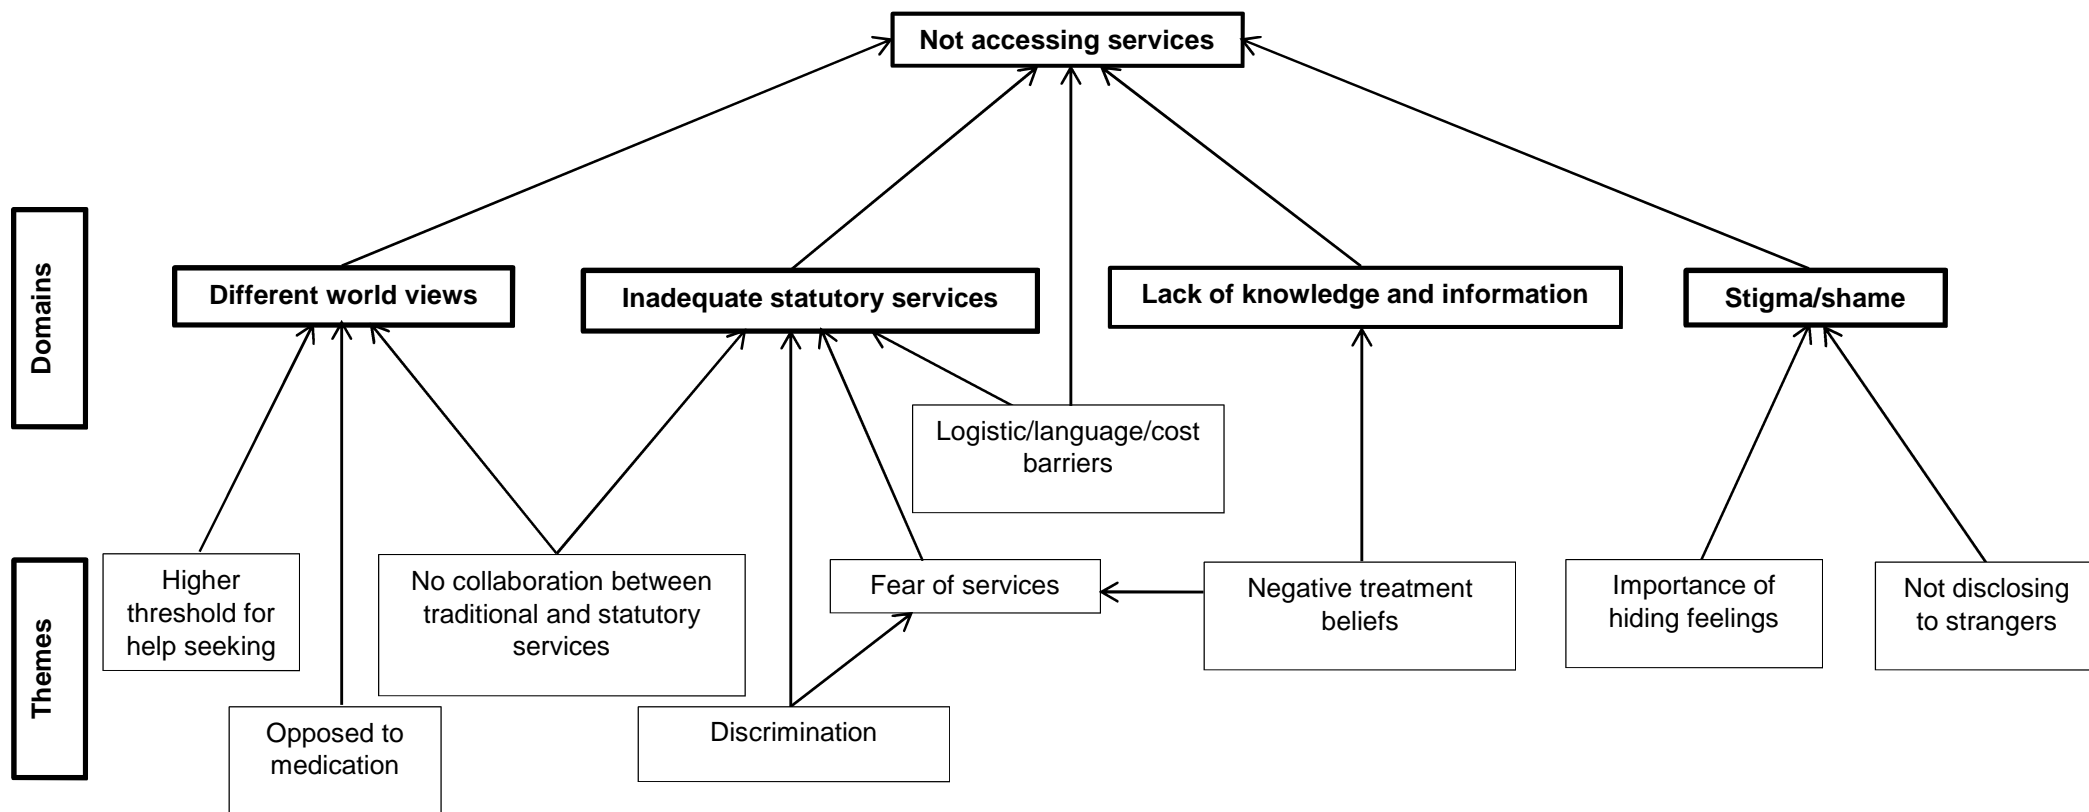 Not accessing services
Domains
Different world views
Inadequate statutory services
Lack of knowledge and information
Stigma/shame
Logistic/language/cost
barriers
Themes
Higher
threshold for
help seeking
No collaboration between
traditional and statutory
services
Fear of services
Negative treatment
beliefs
Importance of
hiding feelings
Not disclosing
to strangers
Opposed to
medication
Discrimination